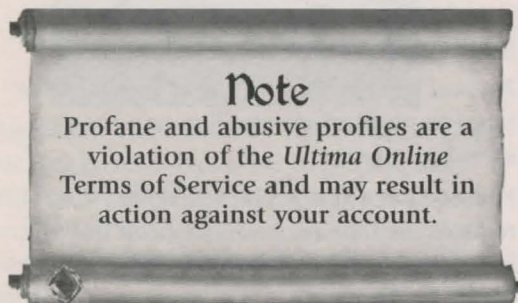 Note
Profane and abusive profiles are a
violation of the Ultima Online
Terms of Service and may result in
action against your account.